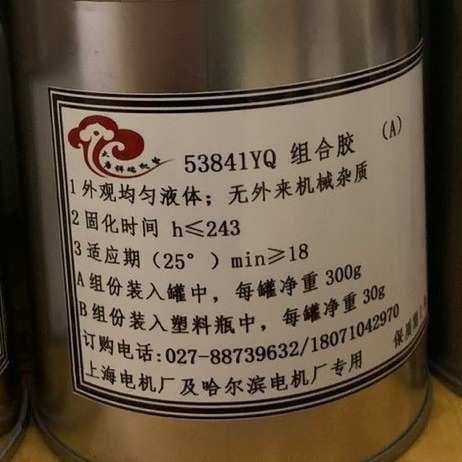 53841YQ 组合胶 (A)
1 外观均匀液体；无外来机械杂质
2 固化时间 h≤243
3 适应期（25°）min≥18
A 组份装入罐中，每罐净重 300g
B 组份装入塑料瓶中，每罐净重 30g
订购电话:027-88739632/18071042970
上海电机厂及哈尔滨电机厂专用